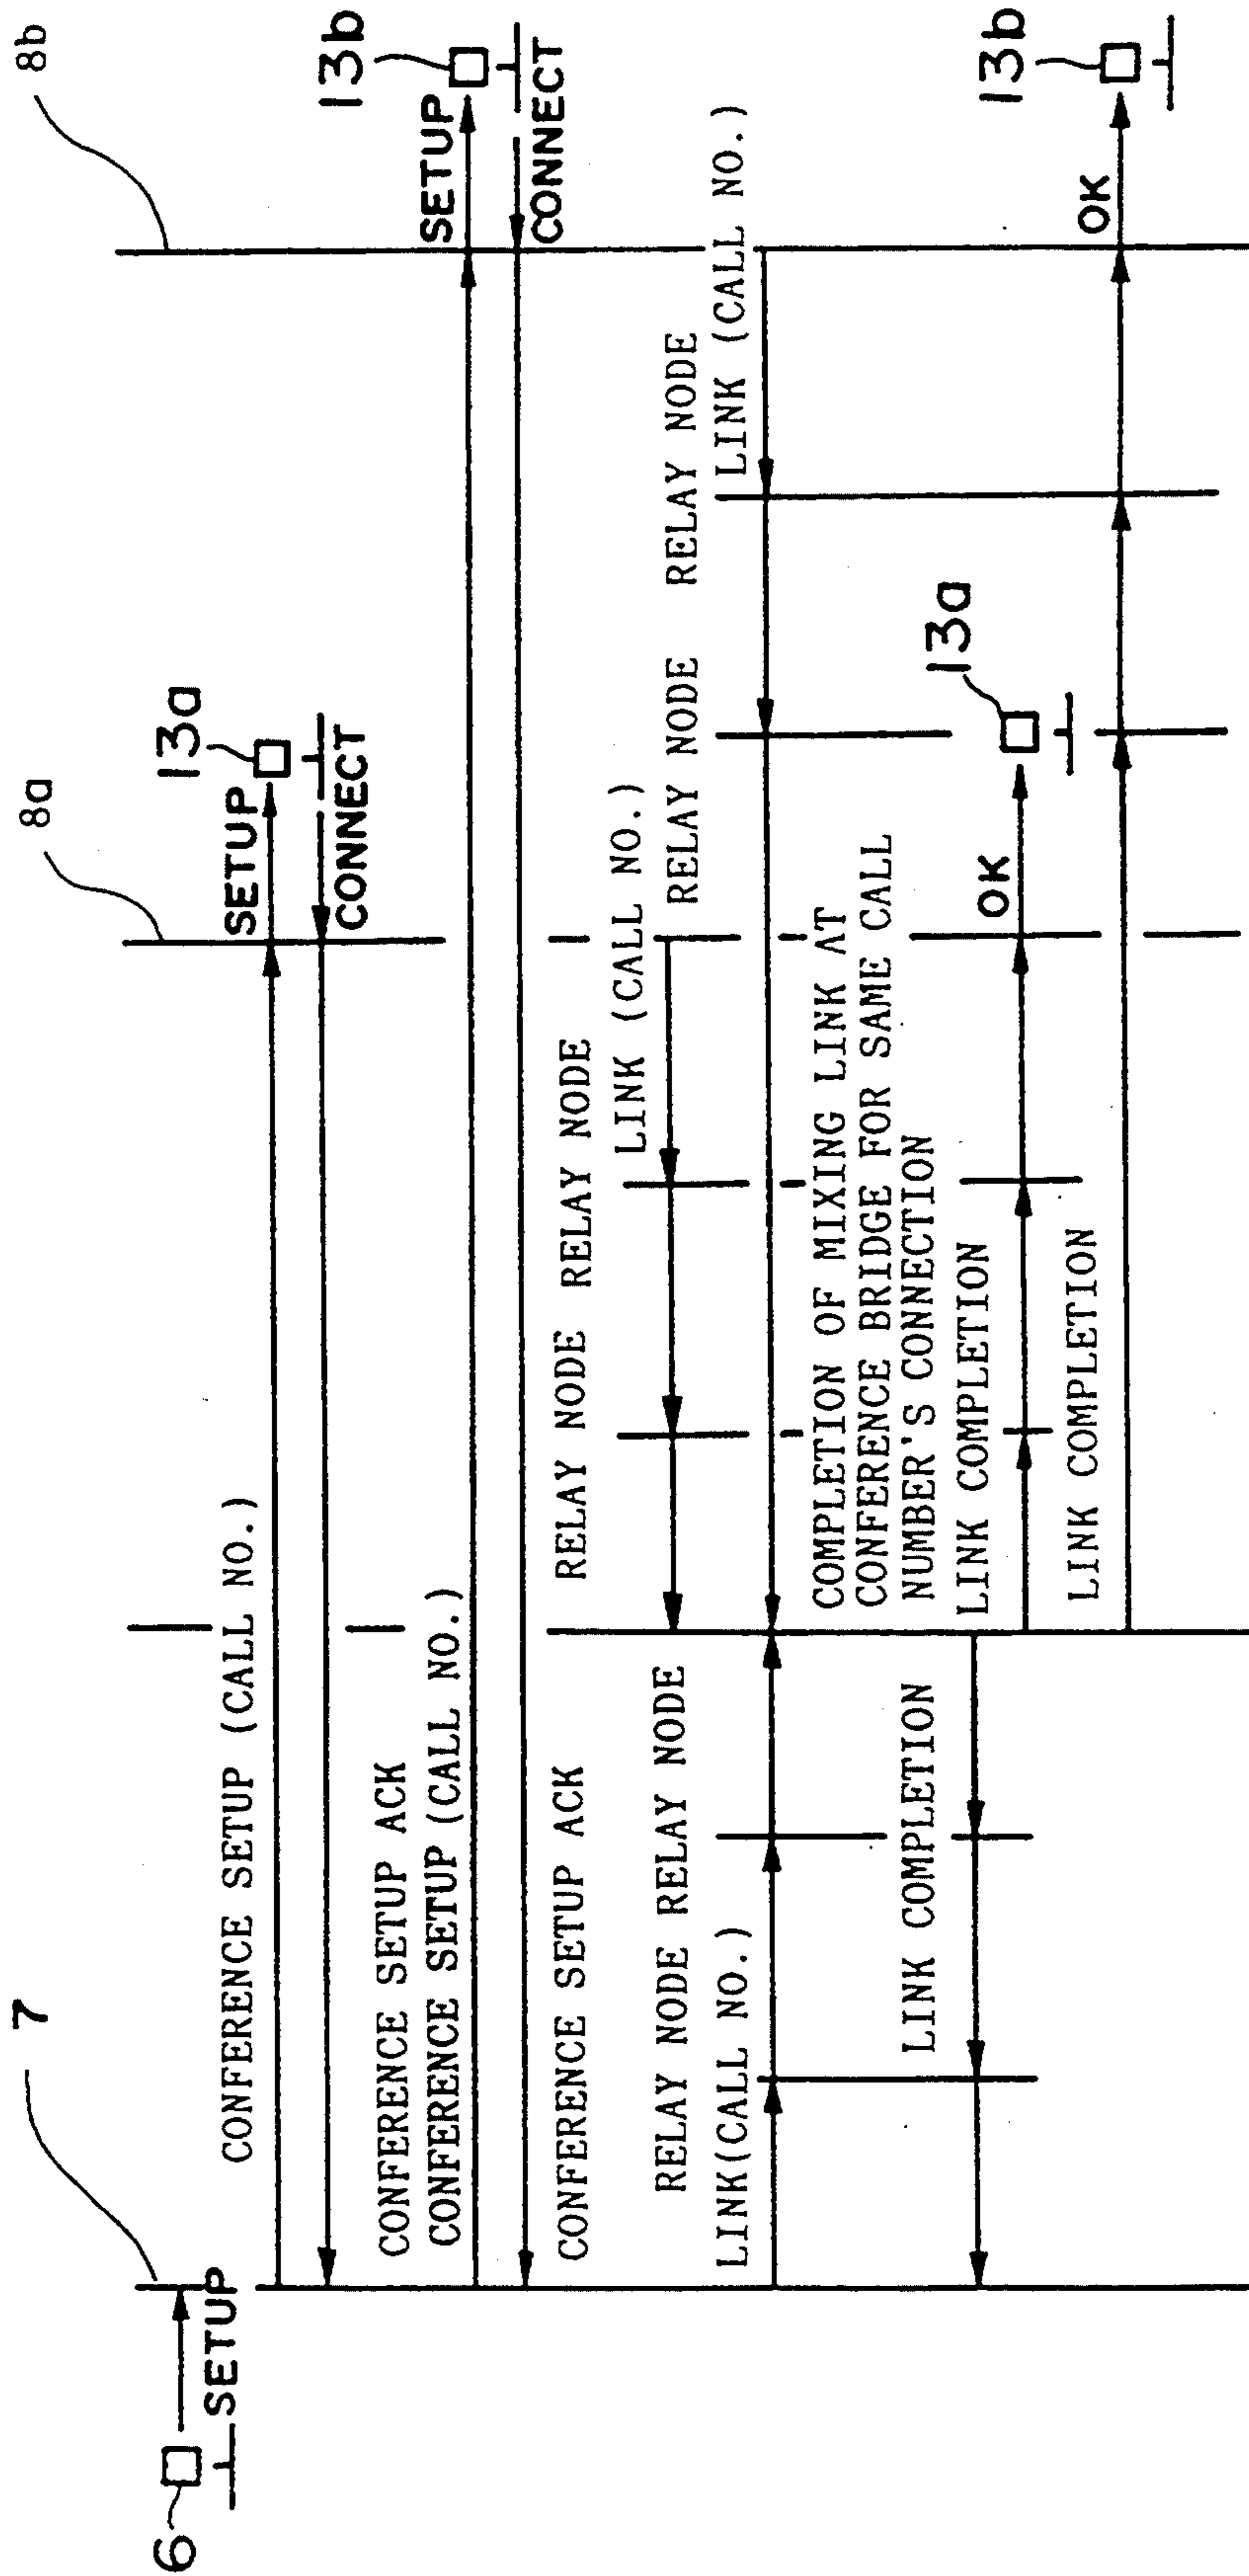 6
SETUP
7
8a
8b
CONFERENCE SETUP (CALL NO.)
SETUP
13a
CONNECT
CONFERENCE SETUP ACK
CONFERENCE SETUP (CALL NO.)
SETUP
13b
CONNECT
CONFERENCE SETUP ACK
RELAY NODE RELAY NODE
LINK (CALL NO.)
RELAY NODE RELAY NODE
LINK(CALL NO.)
RELAY NODE RELAY NODE
LINK (CALL NO.)
COMPLETION OF MIXING LINK AT
CONFERENCE BRIDGE FOR SAME CALL
NUMBER'S CONNECTION
LINK COMPLETION
LINK COMPLETION
OK
13a
LINK COMPLETION
OK
13b